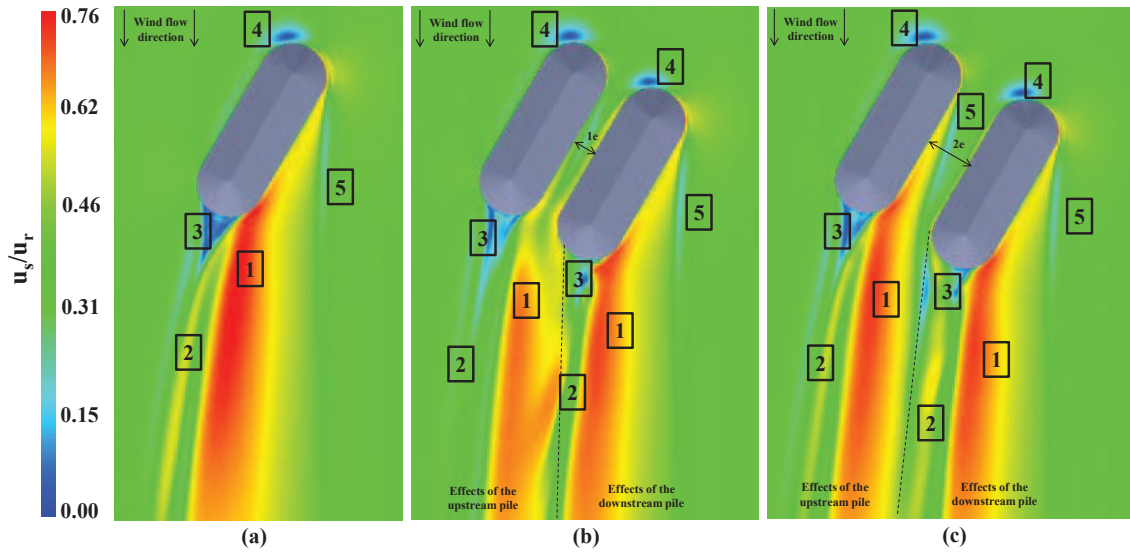 0.76
0.62
0.46
0.31
0.15
0.00
us/ur
Wind flow
direction
4
5
3
1
2
(a)
Wind flow
direction
4
4
1e
5
3
3
1
1
2
2
Effects of the
upstream pile
Effects of the
downstream pile
(b)
Wind flow
direction
4
4
5
2e
5
3
3
1
1
2
2
Effects of the
upstream pile
Effects of the
downstream pile
(c)